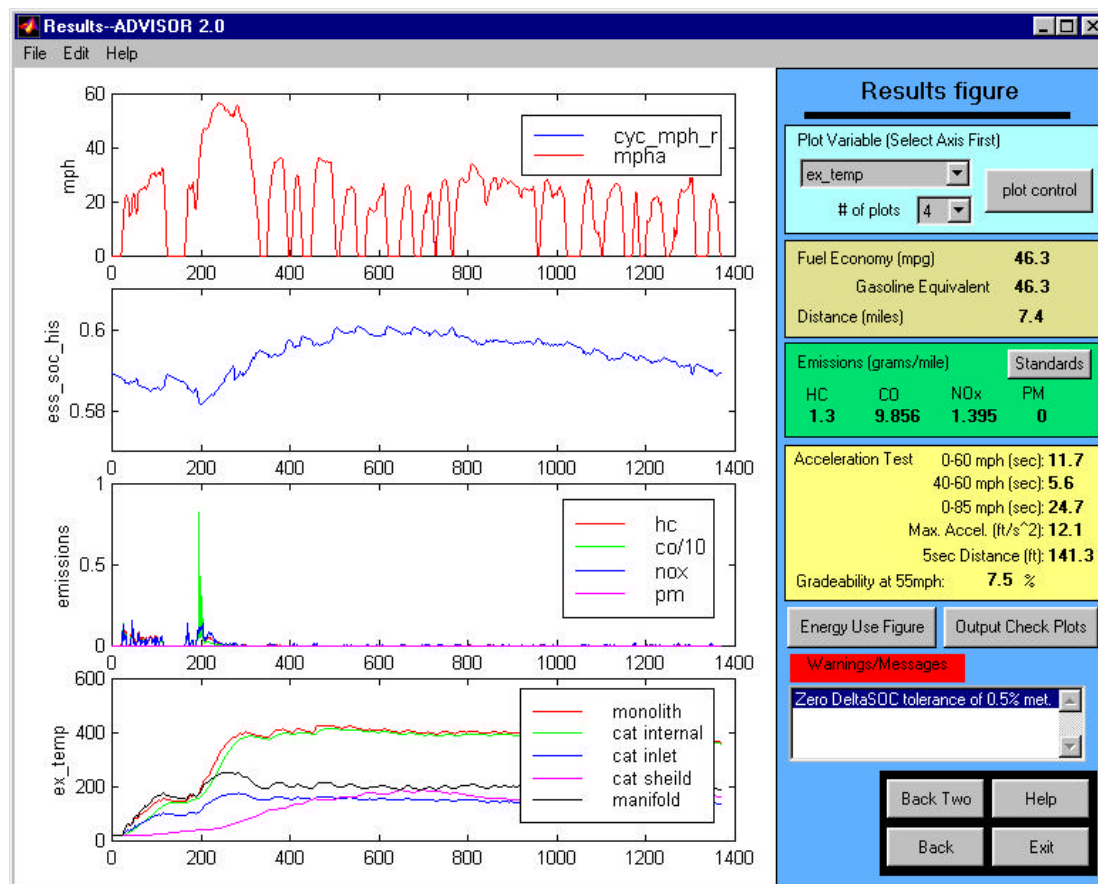 Results--ADVISOR 2.0
File Edit Help
60
40
20
0
mph
cyc_mph_r
mpha
0 200 400 600 800 1000 1200 1400
0.6
0.58
ess_soc_his
0 200 400 600 800 1000 1200 1400
1
0.5
0
emissions
hc
co/10
nox
pm
0 200 400 600 800 1000 1200 1400
600
400
200
0
ex_temp
monolith
cat internal
cat inlet
cat sheild
manifold
0 200 400 600 800 1000 1200 1400
Results figure
Plot Variable (Select Axis First)
ex_temp
plot control
# of plots 4
Fuel Economy (mpg) 46.3
Gasoline Equivalent 46.3
Distance (miles) 7.4
Emissions (grams/mile) Standards
HC CO NOx PM
1.3 9.856 1.395 0
Acceleration Test 0-60 mph (sec): 11.7
40-60 mph (sec): 5.6
0-85 mph (sec): 24.7
Max. Accel. (ft/s^2): 12.1
5sec Distance (ft): 141.3
Gradeability at 55mph: 7.5 %
Energy Use Figure Output Check Plots
Warnings/Messages
Zero DeltaSOC tolerance of 0.5% met.
Back Two Help
Back Exit